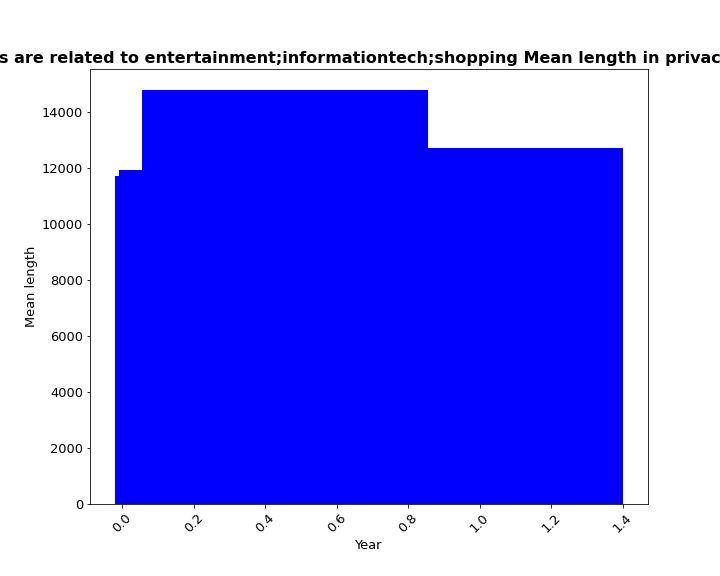 s are related to entertainment;informationtech;shopping Mean length in privac
14000
12000
10000
8000
6000
4000
2000
0
Mean length
0.0 0.2 0.4 0.6 0.8 1.0 1.2 1.4
Year